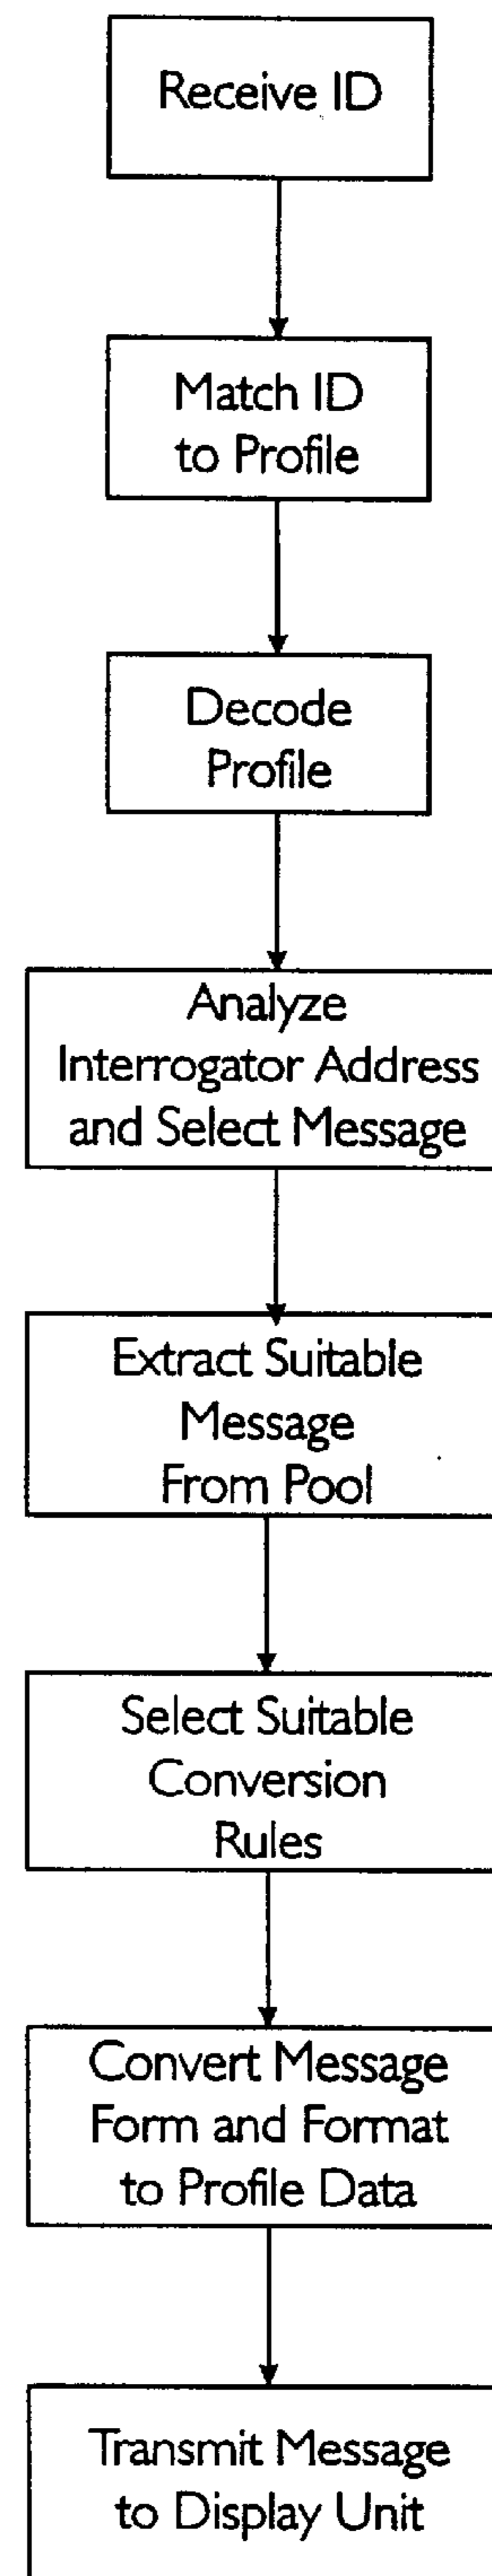 Receive ID
Match ID
to Profile
Decode
Profile
Analyze
Interrogator Address
and Select Message
Extract Suitable
Message
From Pool
Select Suitable
Conversion
Rules
Convert Message
Form and Format
to Profile Data
Transmit Message
to Display Unit